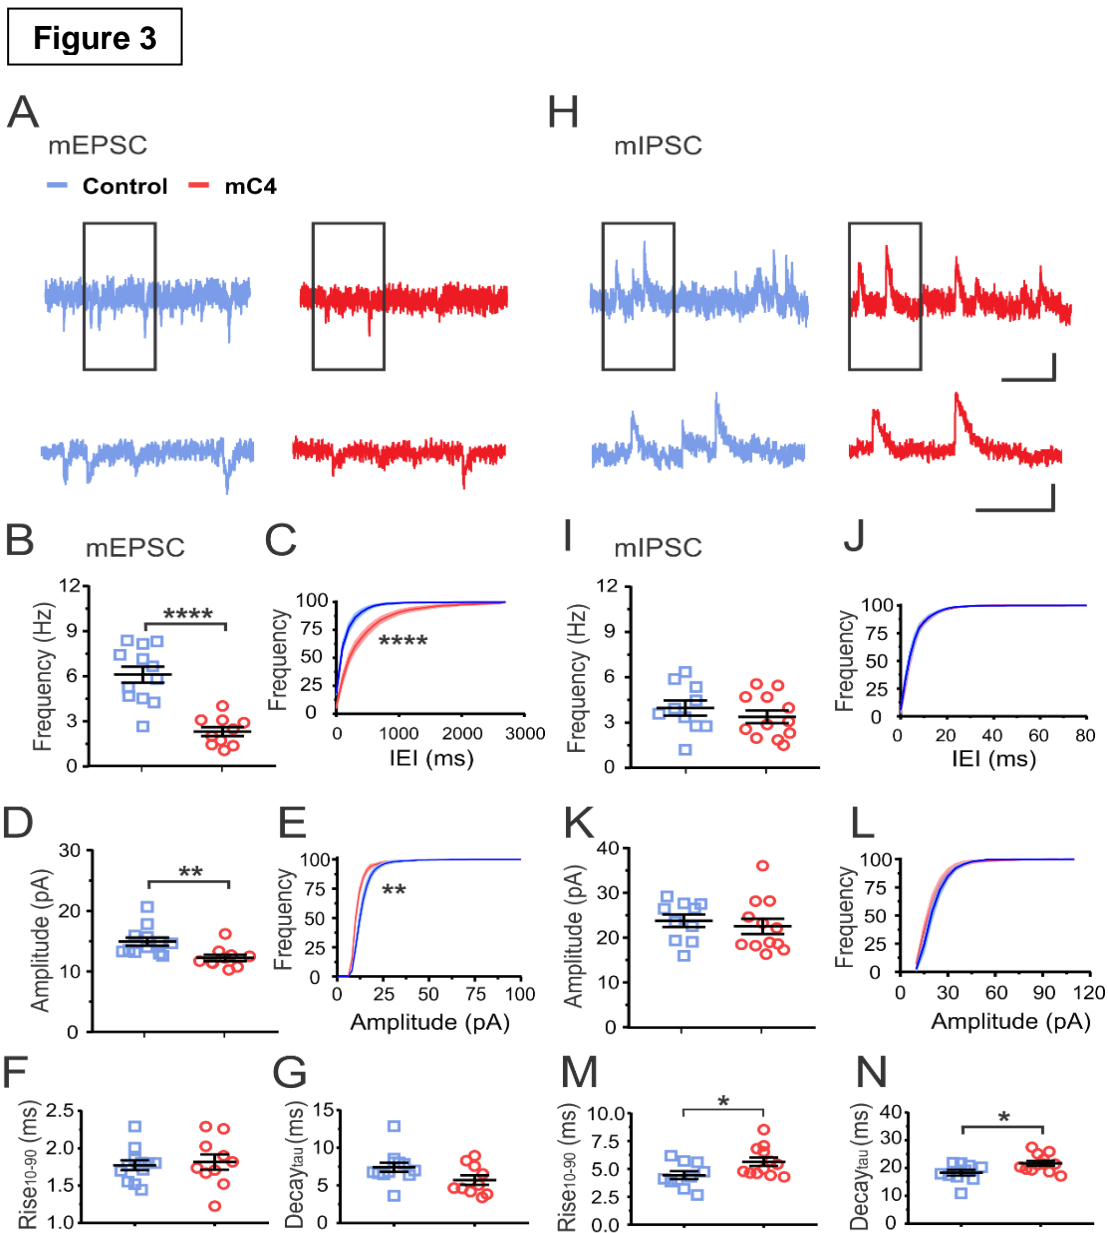 Figure 3
A
mEPSC
Control mC4
H
mIPSC
B
mEPSC
Frequency (Hz)
12
9
6
3
0
****
C
Frequency
100
75
50
25
0
****
0 1000 2000 3000
IEI (ms)
I
mIPSC
Frequency (Hz)
12
9
6
3
0
J
Frequency
100
75
50
25
0
0 20 40 60 80
IEI (ms)
D
Amplitude (pA)
30
20
10
0
**
E
Frequency
100
75
50
25
0
**
0 25 50 75 100
Amplitude (pA)
K
Amplitude (pA)
40
30
20
10
0
L
Frequency
100
75
50
25
0
0 30 60 90 120
Amplitude (pA)
F
Rise10-90 (ms)
2.5
2.0
1.5
1.0
G
Decaytau (ms)
15
10
5
0
M
Rise10-90 (ms)
10.0
7.5
5.0
2.5
0.0
*
N
Decaytau (ms)
40
30
20
10
0
*